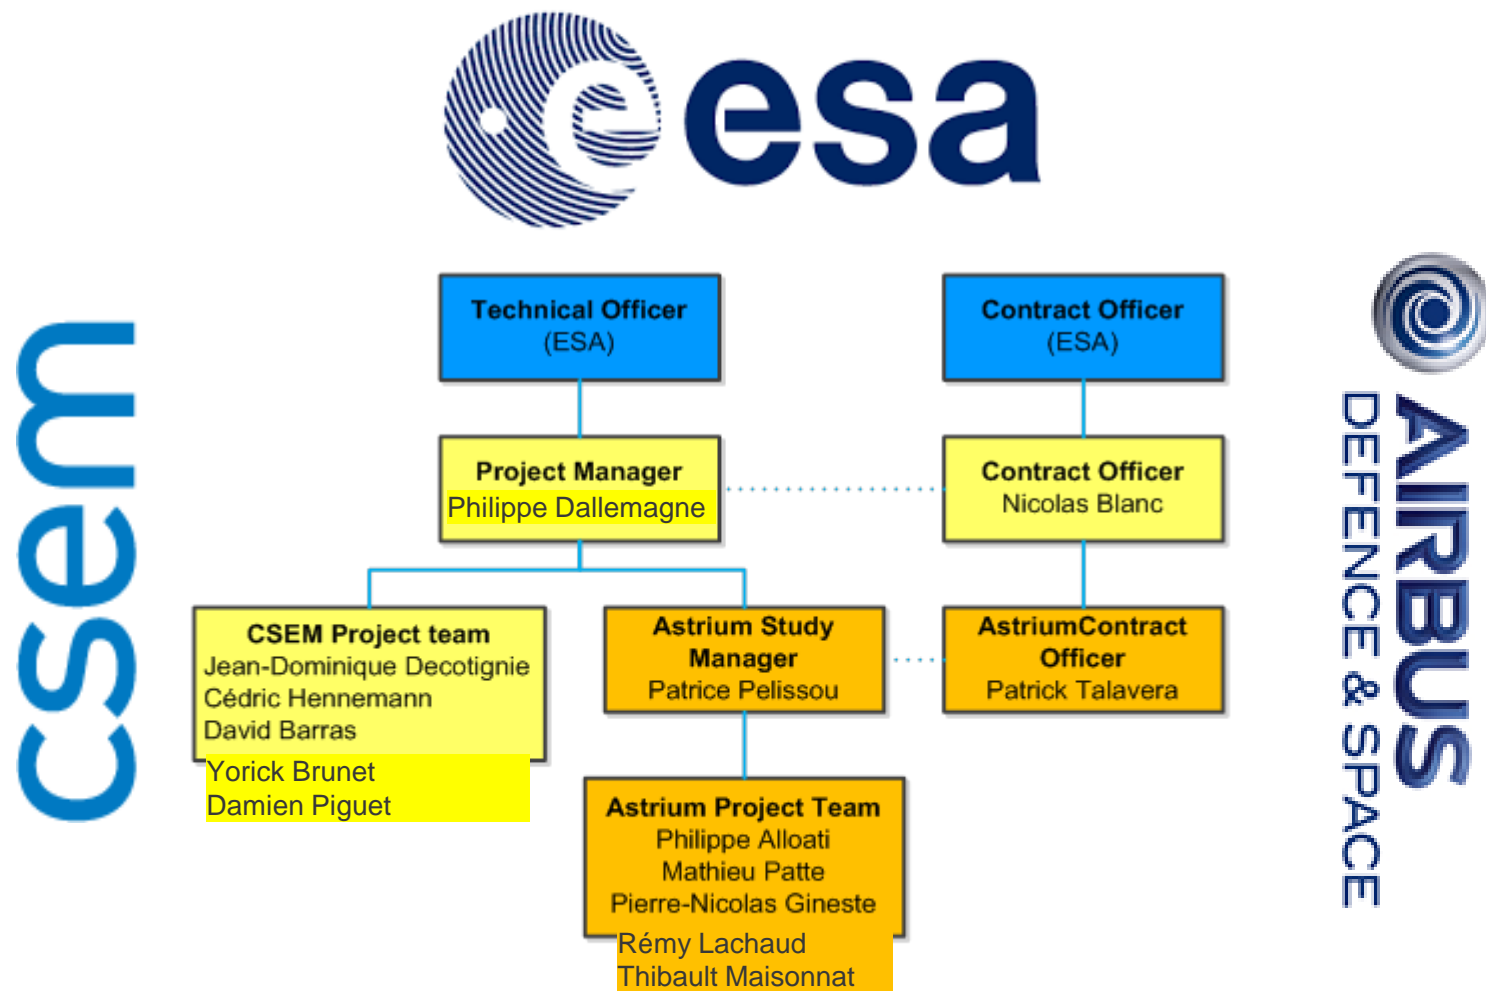 esa
csem
AIRBUS
DEFENCE & SPACE
Technical Officer
(ESA)
Contract Officer
(ESA)
Project Manager
Philippe Dallemagne
Contract Officer
Nicolas Blanc
CSEM Project team
Jean-Dominique Decotignie
Cédric Hennemann
David Barras
Yorick Brunet
Damien Piguet
Astrium Study
Manager
Patrice Pelissou
AstriumContract
Officer
Patrick Talavera
Astrium Project Team
Philippe Alloati
Mathieu Patte
Pierre-Nicolas Gineste
Rémy Lachaud
Thibault Maisonnat